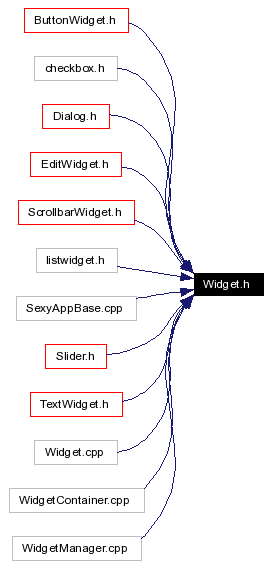 ButtonWidget.h
checkbox.h
Dialog.h
EditWidget.h
ScrollbarWidget.h
listwidget.h
Widget.h
SexyAppBase.cpp
Slider.h
TextWidget.h
Widget.cpp
WidgetContainer.cpp
WidgetManager.cpp